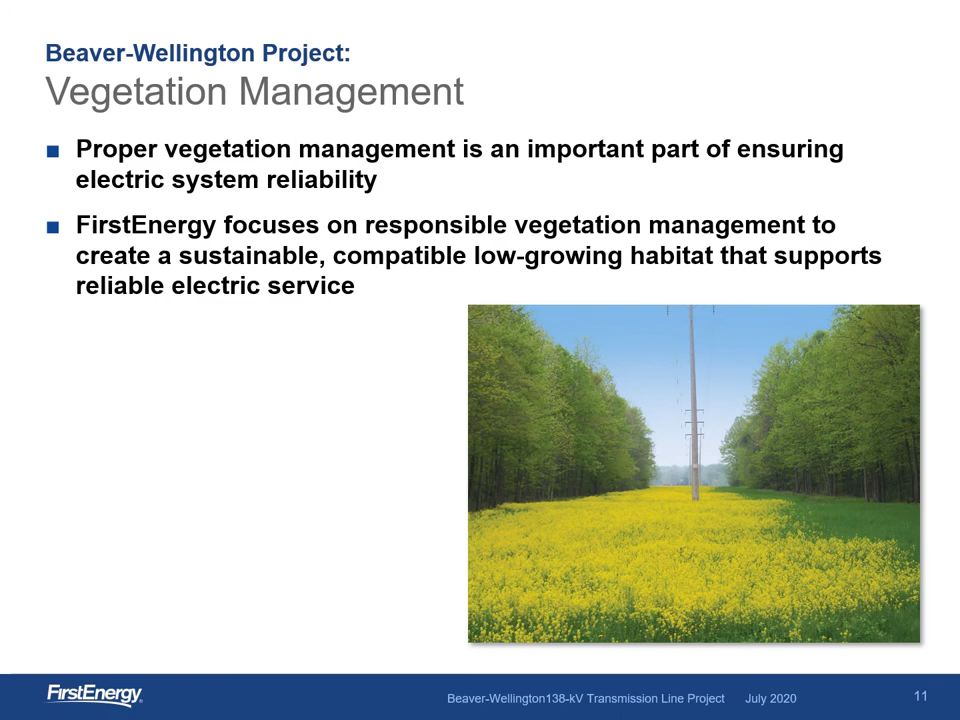 Beaver-Wellington Project:
Vegetation Management
■ Proper vegetation management is an important part of ensuring
electric system reliability
■ FirstEnergy focuses on responsible vegetation management to
create a sustainable, compatible low-growing habitat that supports
reliable electric service
FirstEnergy®
Beaver-Wellington138-kV Transmission Line Project July 2020
11